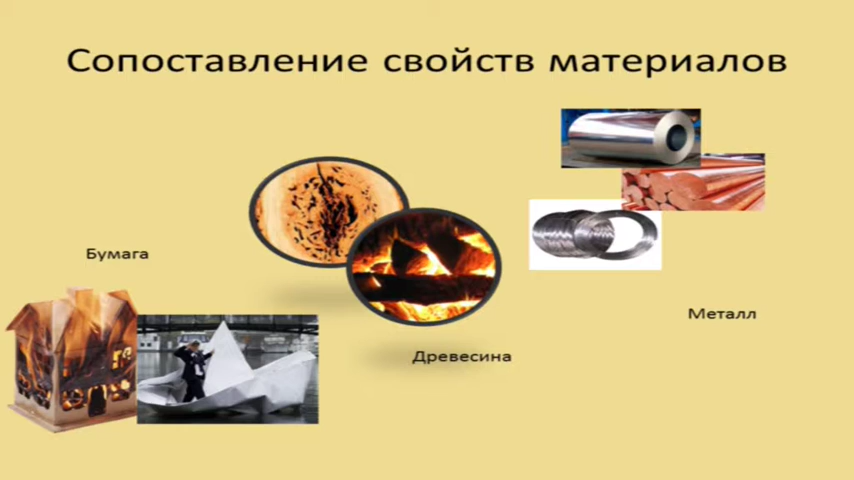 Сопоставление свойств материалов
Бумага
Металл
Древесина